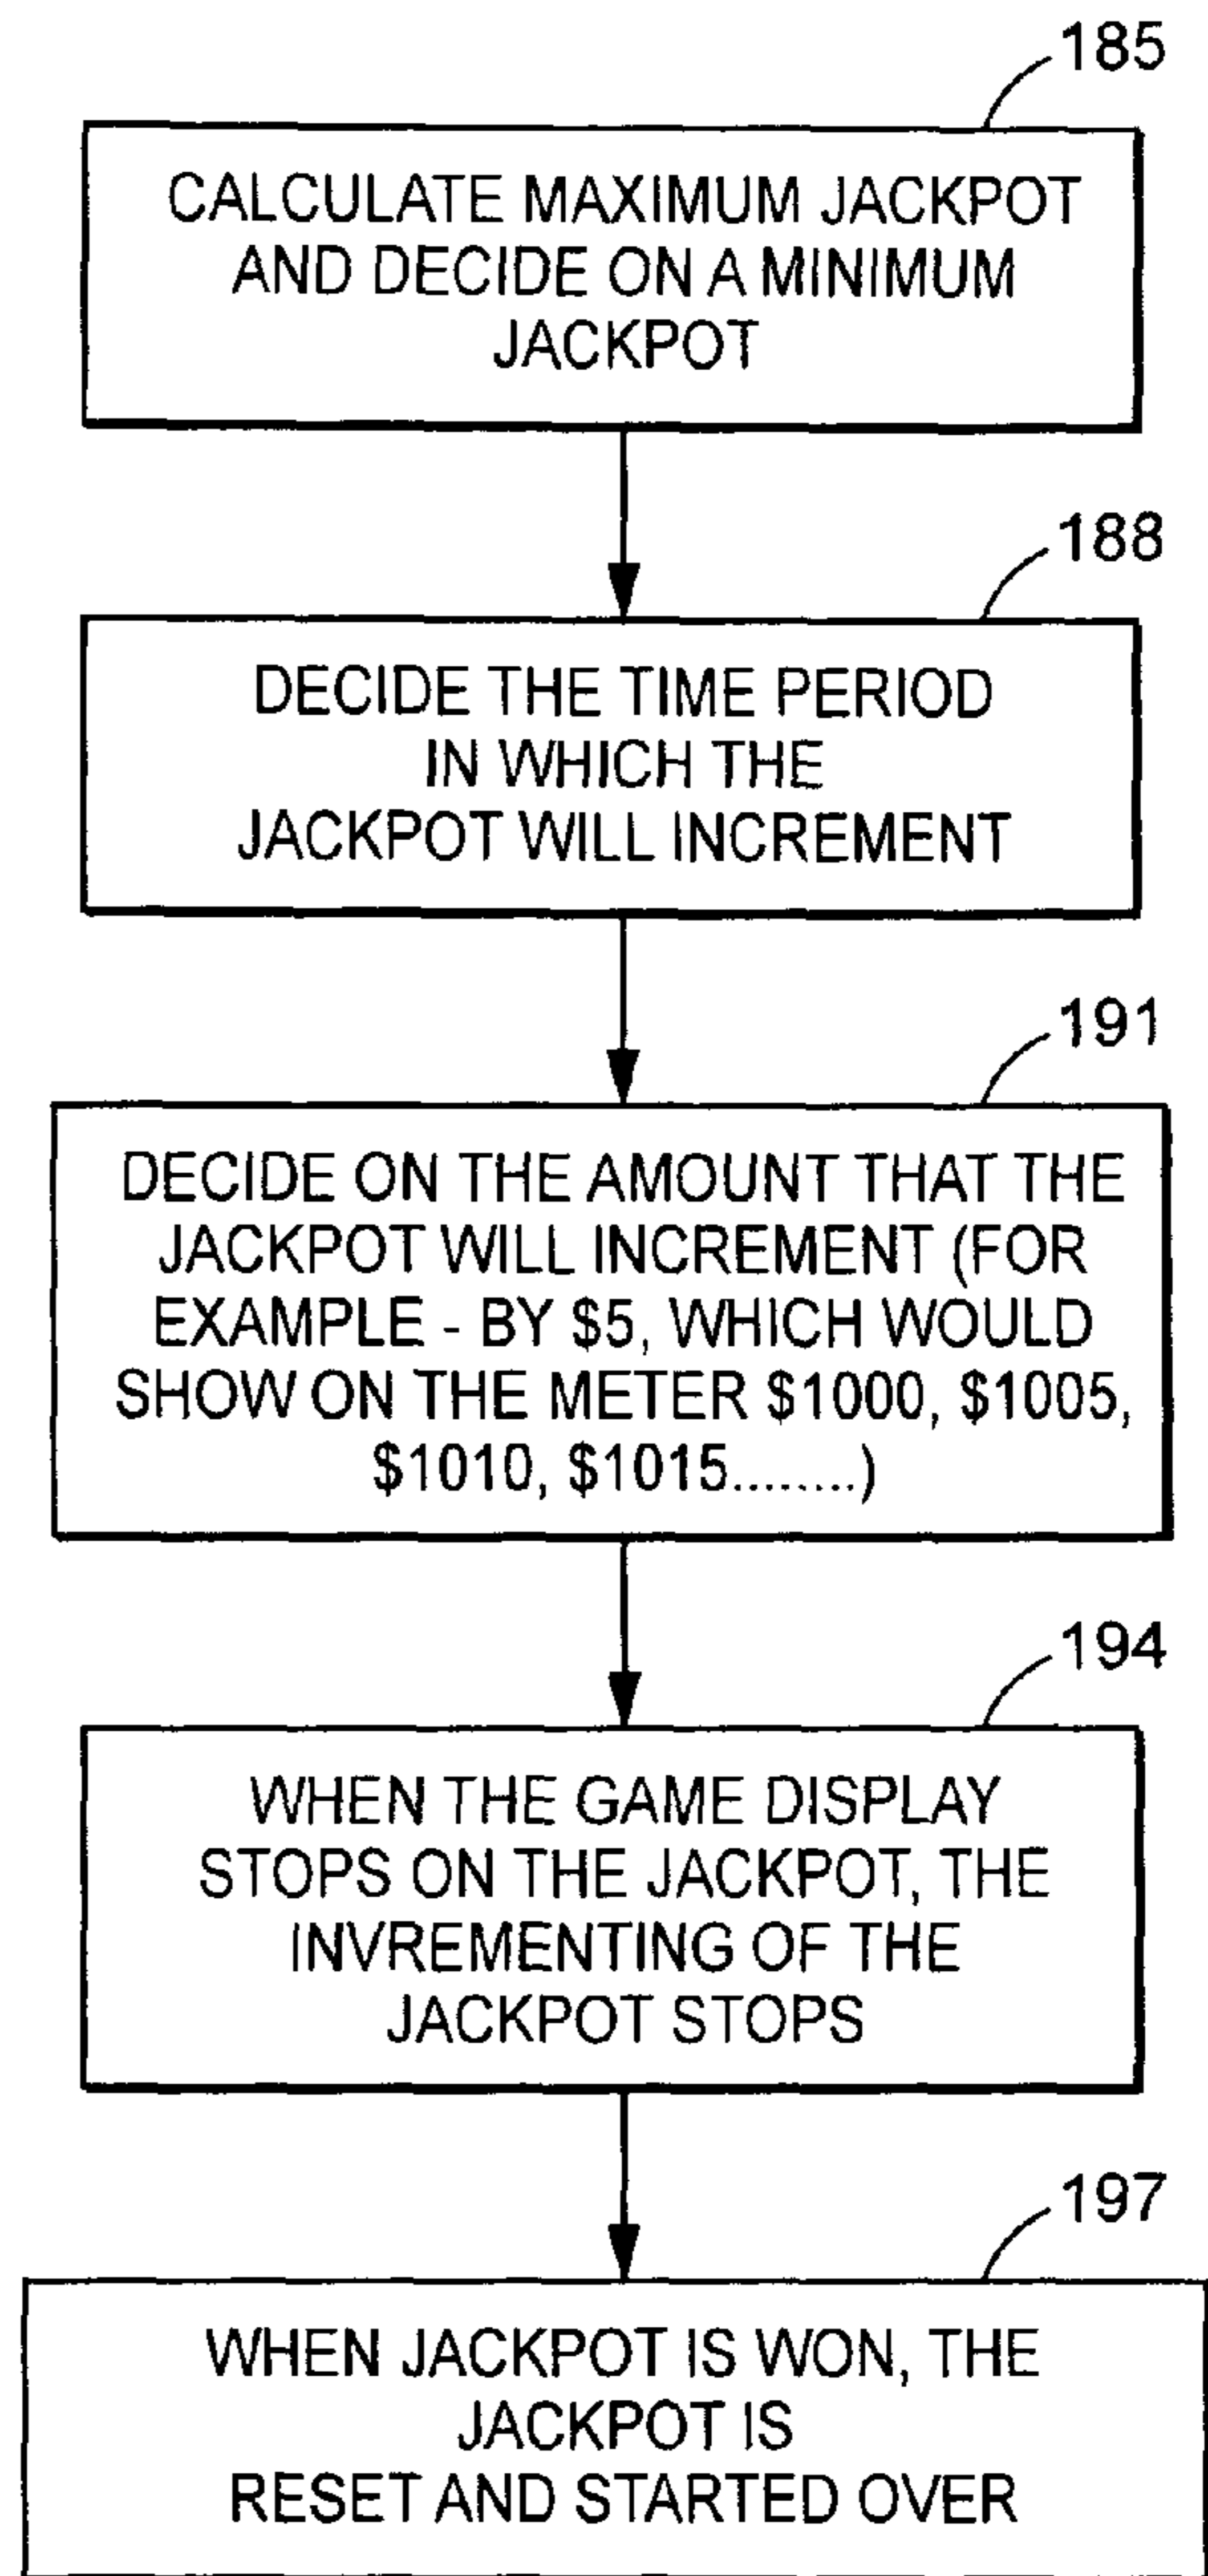 185
CALCULATE MAXIMUM JACKPOT
AND DECIDE ON A MINIMUM
JACKPOT
188
DECIDE THE TIME PERIOD
IN WHICH THE
JACKPOT WILL INCREMENT
191
DECIDE ON THE AMOUNT THAT THE
JACKPOT WILL INCREMENT (FOR
EXAMPLE - BY $5, WHICH WOULD
SHOW ON THE METER $1000, $1005,
$1010, $1015.........)
194
WHEN THE GAME DISPLAY
STOPS ON THE JACKPOT, THE
INVREMENTING OF THE
JACKPOT STOPS
197
WHEN JACKPOT IS WON, THE
JACKPOT IS
RESET AND STARTED OVER